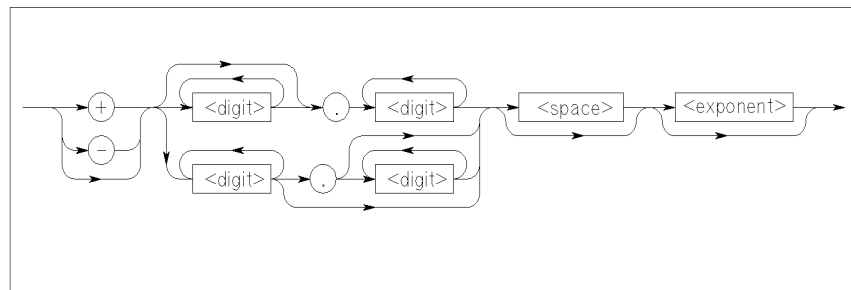 + <digit> . <digit> <space> <exponent>
-
<digit> . <digit>